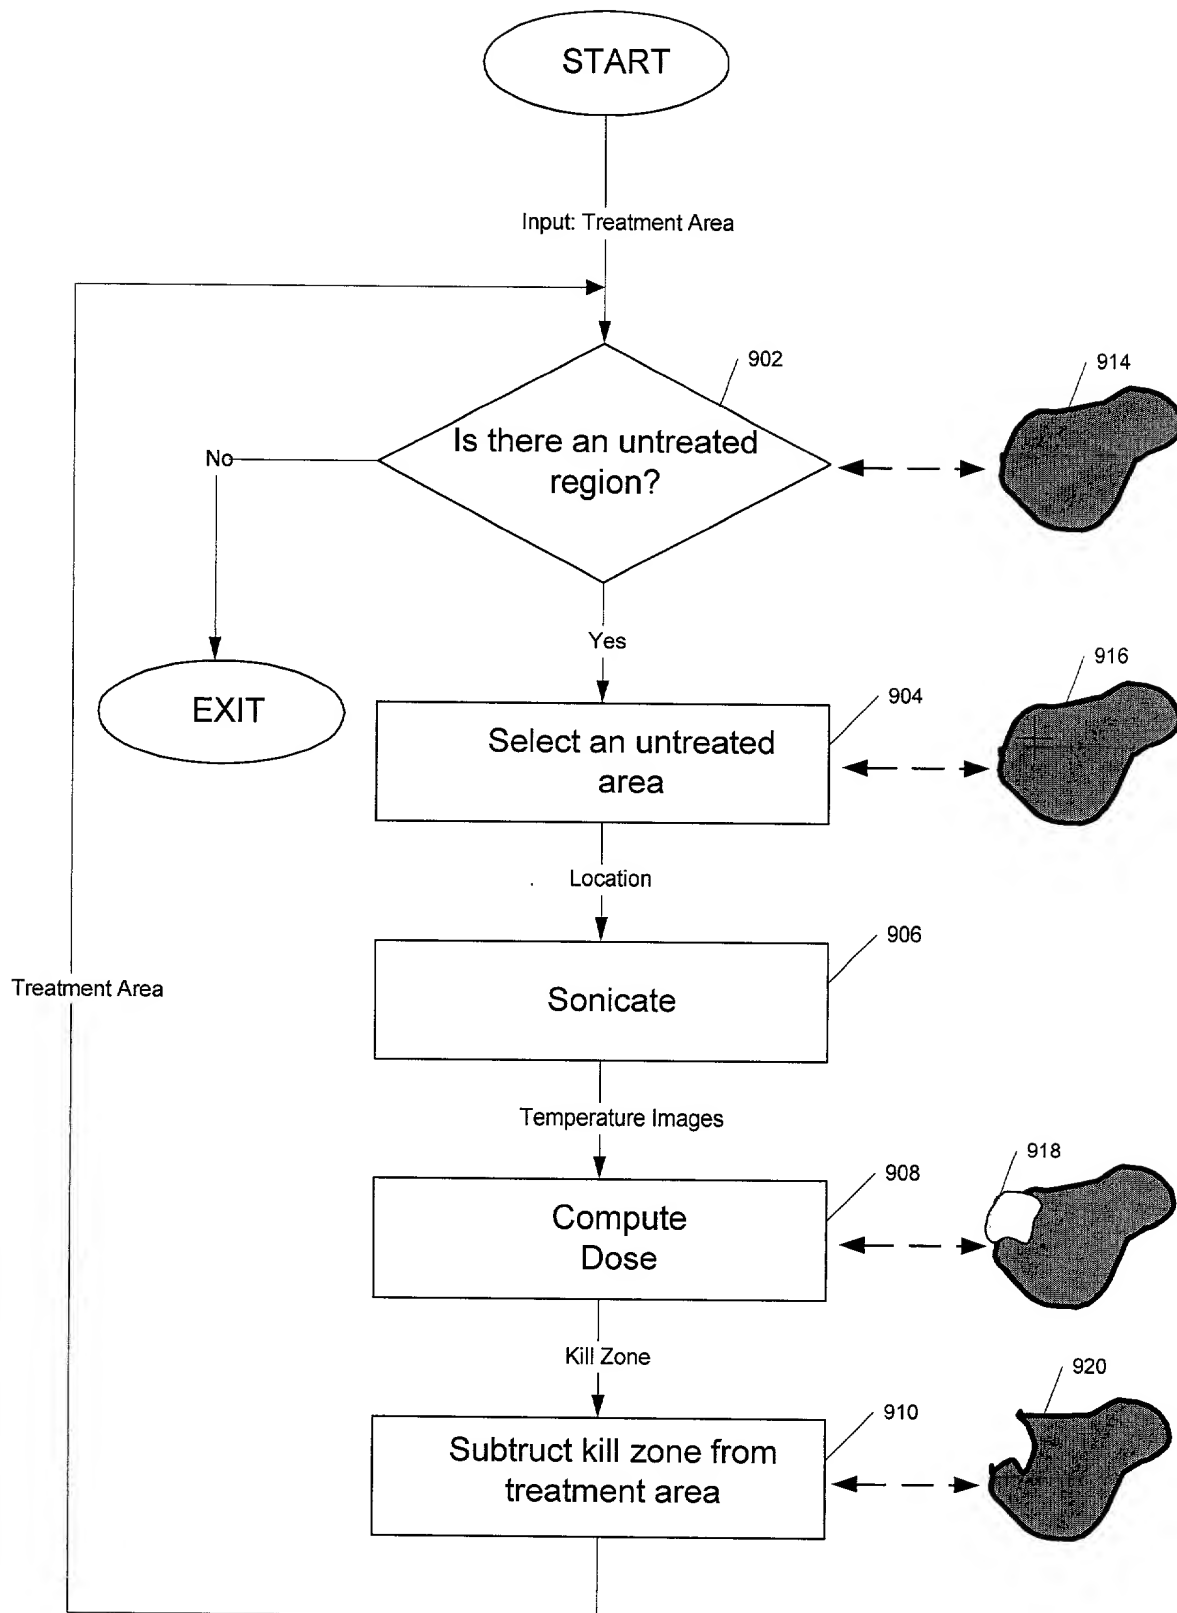 START
Input: Treatment Area
902
914
Is there an untreated
region?
No
Yes
916
904
EXIT
Select an untreated
area
Location
906
Treatment Area
Sonicate
Temperature Images
918
908
Compute
Dose
Kill Zone
920
910
Subtruct kill zone from
treatment area